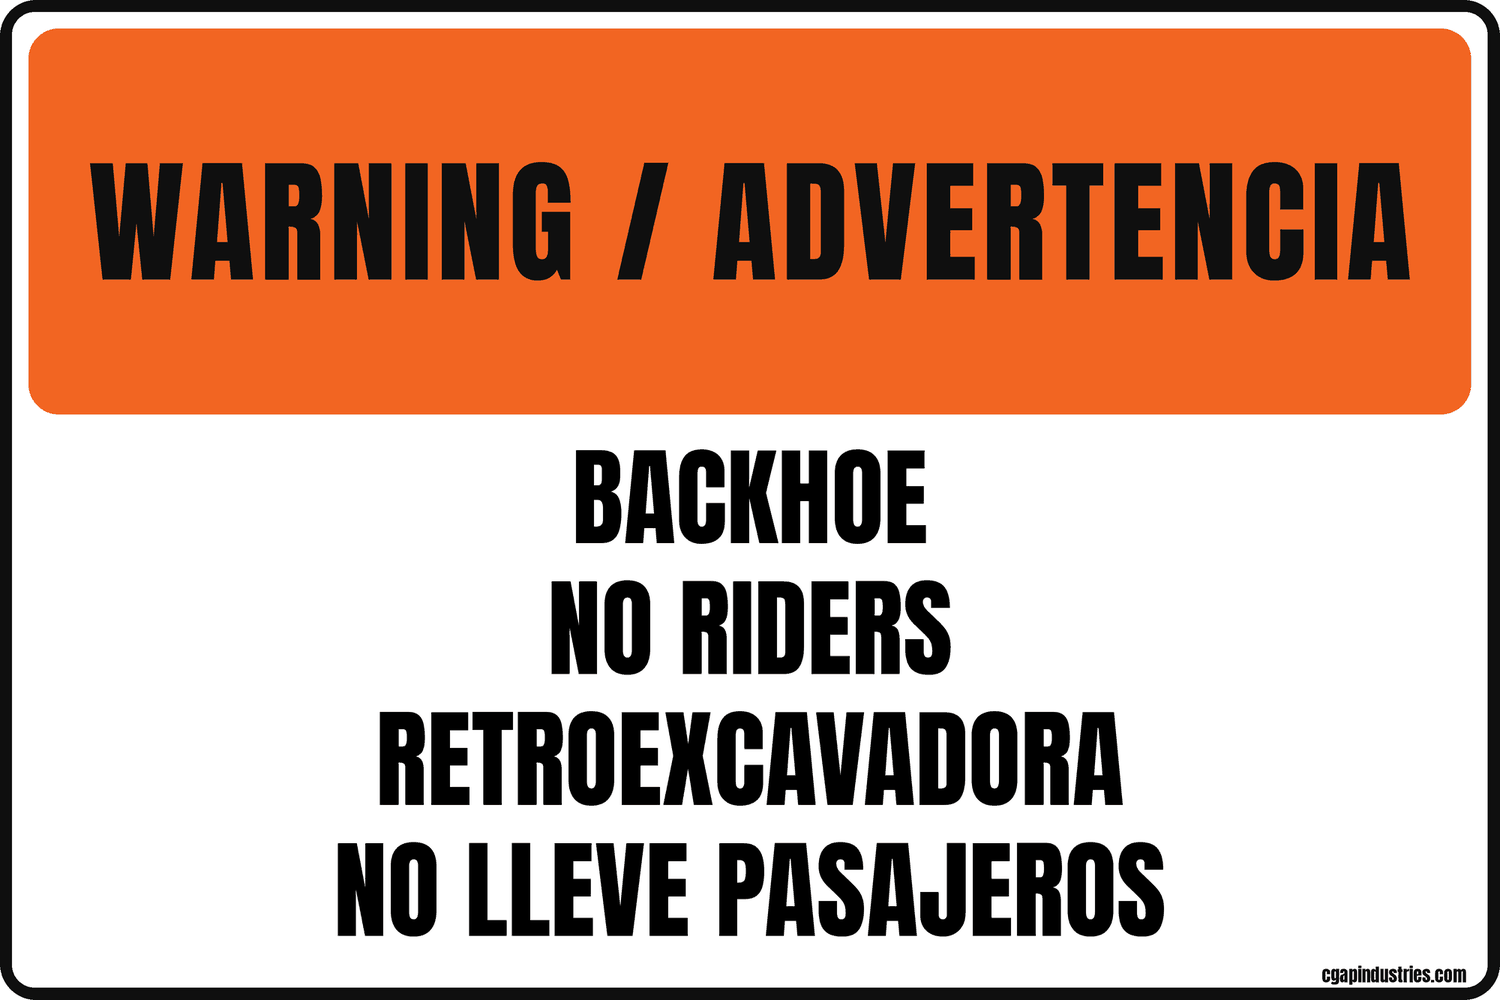 WARNING / ADVERTENCIA
BACKHOE
NO RIDERS
RETROEXCAVADORA
NO LLEVE PASAJEROS
cgapindustries.com